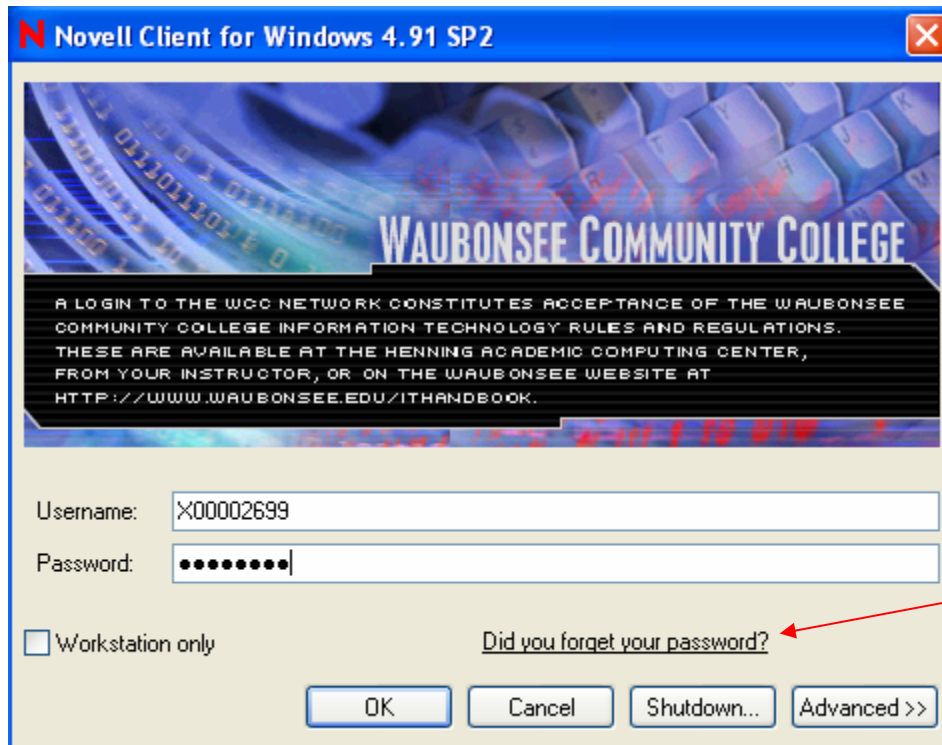 N Novell Client for Windows 4.91 SP2
WAUBONSEE COMMUNITY COLLEGE
A LOGIN TO THE WCC NETWORK CONSTITUTES ACCEPTANCE OF THE WAUBONSEE
COMMUNITY COLLEGE INFORMATION TECHNOLOGY RULES AND REGULATIONS.
THESE ARE AVAILABLE AT THE HENNING ACADEMIC COMPUTING CENTER,
FROM YOUR INSTRUCTOR, OR ON THE WAUBONSEE WEBSITE AT
HTTP://WWW.WAUBONSEE.EDU/ITHANDBOOK.
Username: X00002699
Password: ●●●●●●●●
Workstation only Did you forget your password?
OK Cancel Shutdown... Advanced >>